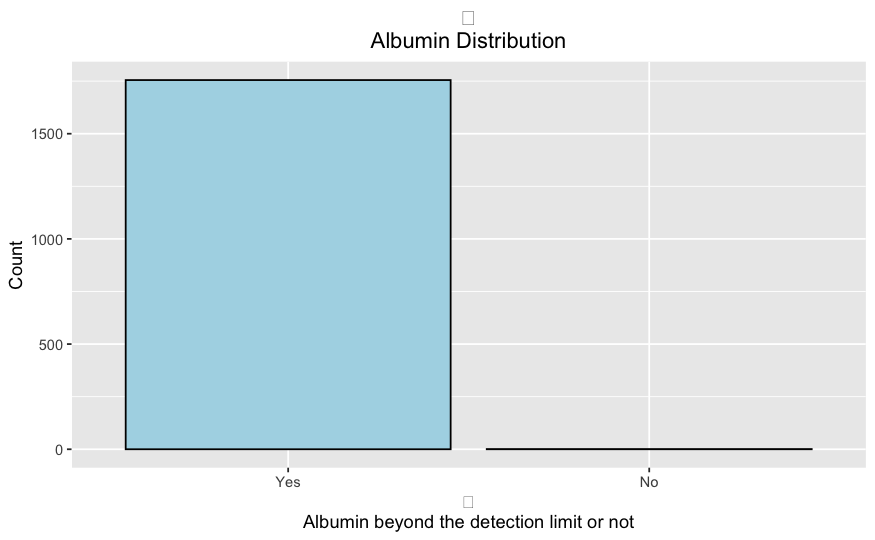 Albumin Distribution
Count
1500
1000
500
0
Yes No
Albumin beyond the detection limit or not